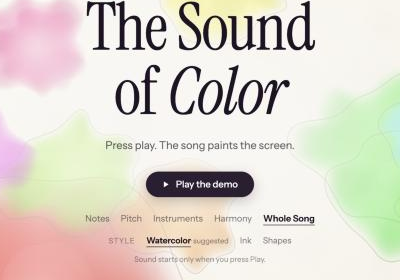 The Sound
of Color
Press play. The song paints the screen.
Play the demo
Notes Pitch Instruments Harmony Whole Song
STYLE Watercolor suggested Ink Shapes
Sound starts only when you press Play.